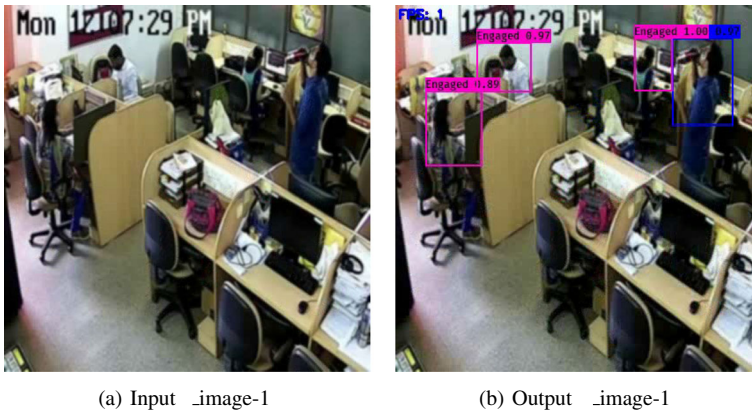 Mon 12:07:29 PM
FPS: 1
Mon 12:07:29 PM
Engaged 0.97
Engaged 1.00
0.97
Engaged 0.89
(a) Input _image-1
(b) Output _image-1